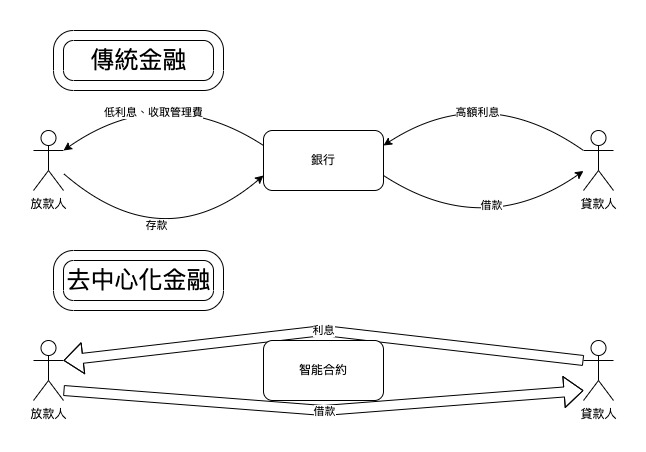 傳統金融
低利息、收取管理費
高額利息
銀行
放款人
貸款人
借款
存款
去中心化金融
利息
智能合約
放款人
貸款人
借款